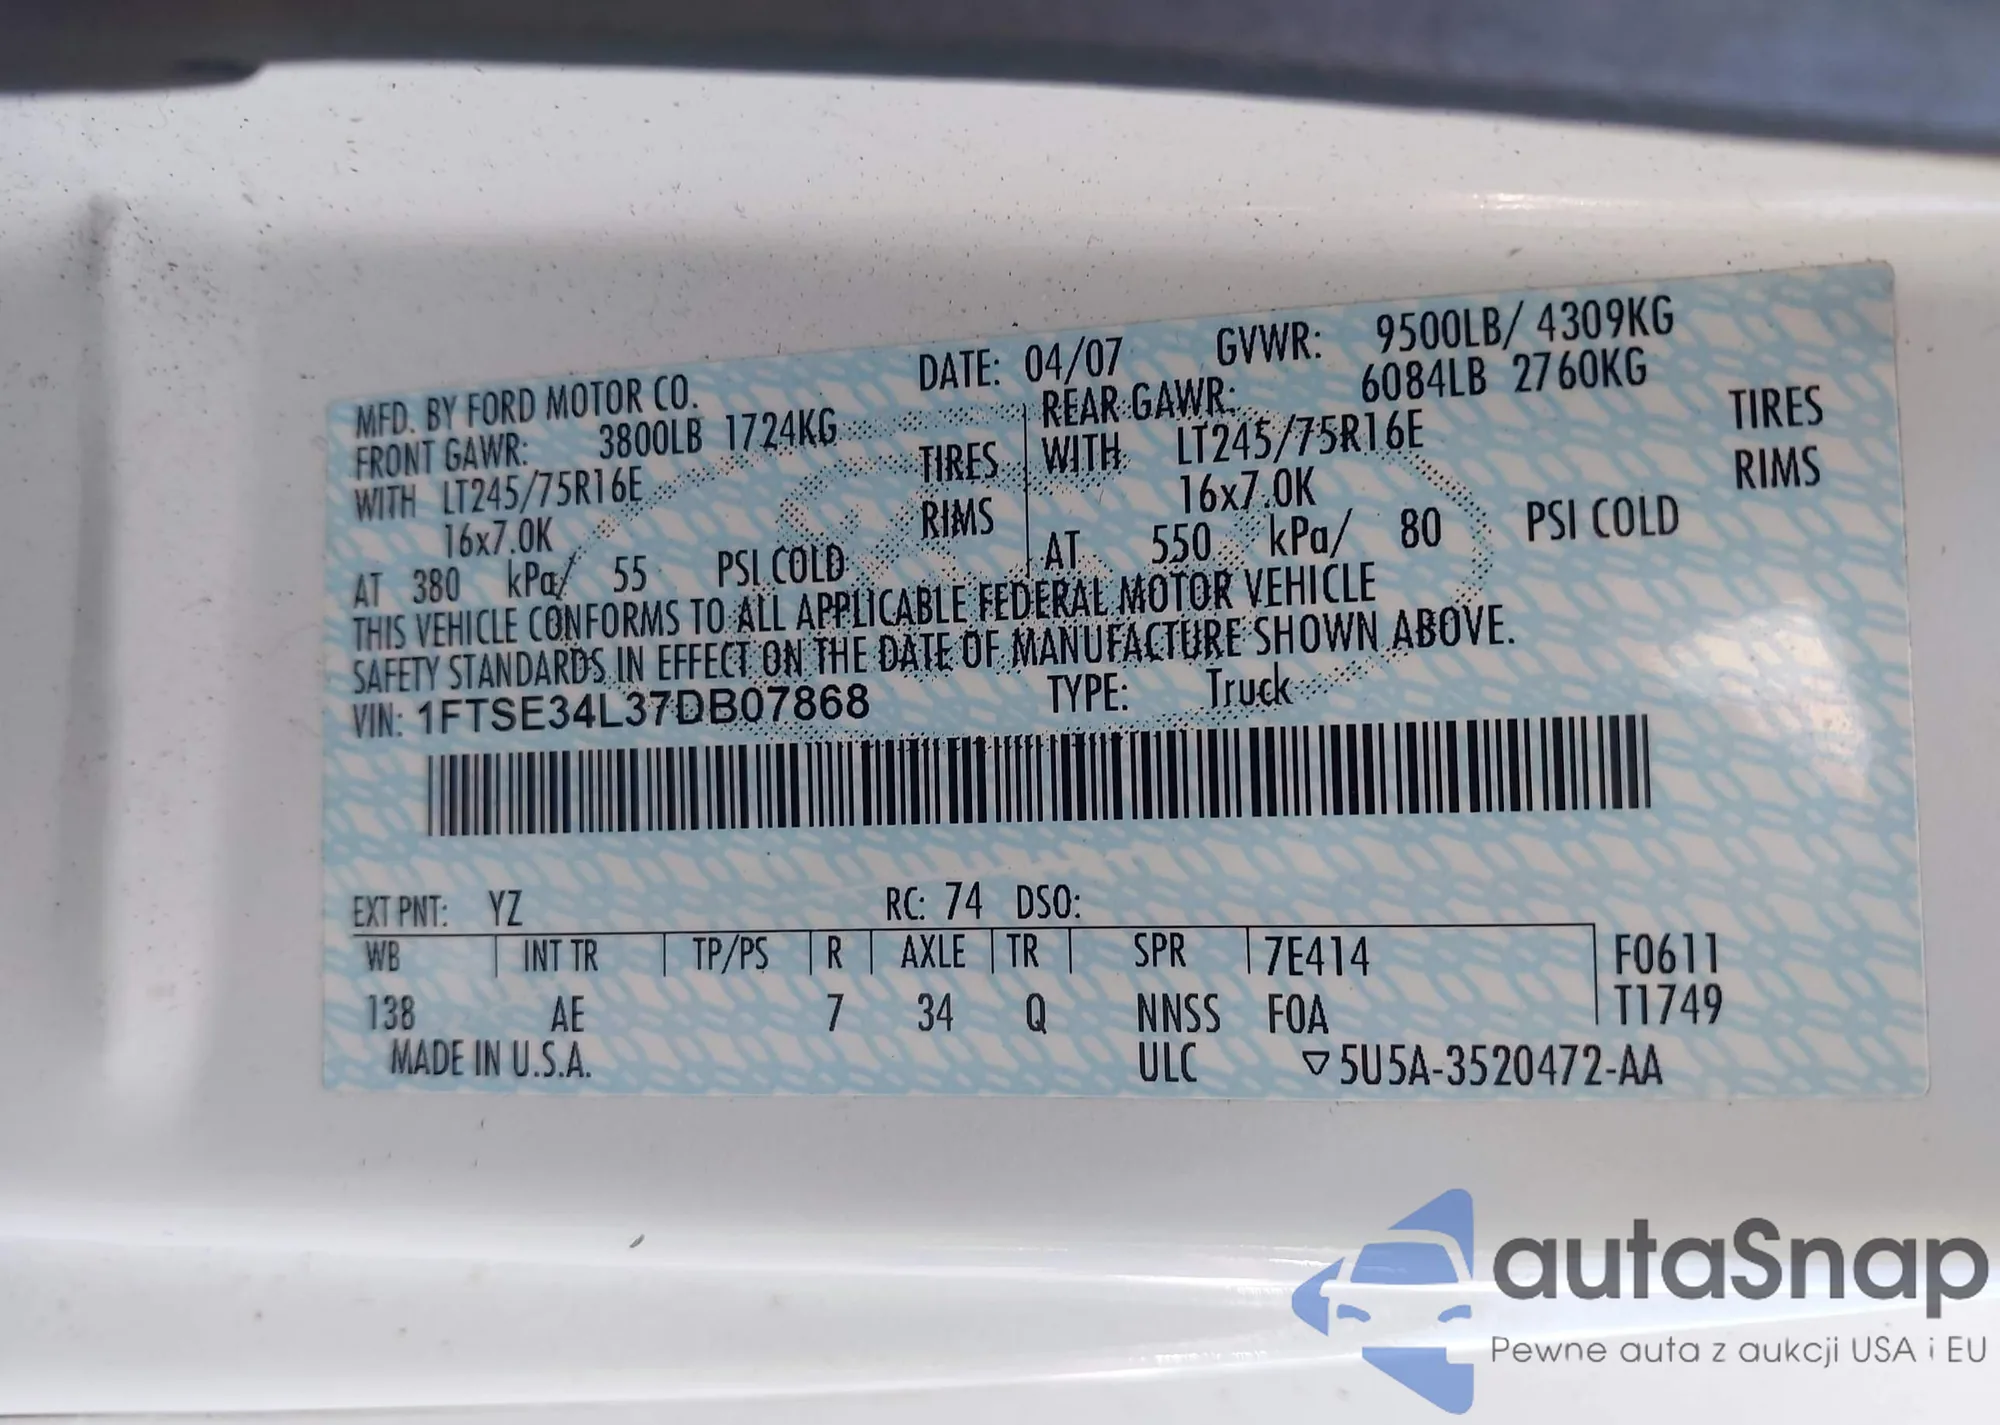 MFD. BY FORD MOTOR CO. DATE: 04/07 GVWR: 9500LB/ 4309KG
FRONT GAWR: 3800LB 1724KG REAR GAWR: 6084LB 2760KG
WITH LT245/75R16E TIRES WITH LT245/75R16E TIRES
16x7.0K RIMS 16x7.0K RIMS
AT 380 kPa/ 55 PSI COLD AT 550 kPa/ 80 PSI COLD
THIS VEHICLE CONFORMS TO ALL APPLICABLE FEDERAL MOTOR VEHICLE
SAFETY STANDARDS IN EFFECT ON THE DATE OF MANUFACTURE SHOWN ABOVE.
VIN: 1FTSE34L37DB07868 TYPE: Truck
EXT PNT: YZ RC: 74 DSO:
WB INT TR TP/PS R AXLE TR SPR 7E414 F0611
138 AE 7 34 Q NNSS FOA T1749
MADE IN U.S.A. ULC ▽5U5A-3520472-AA
autaSnap
Pewne auta z aukcji USA i EU